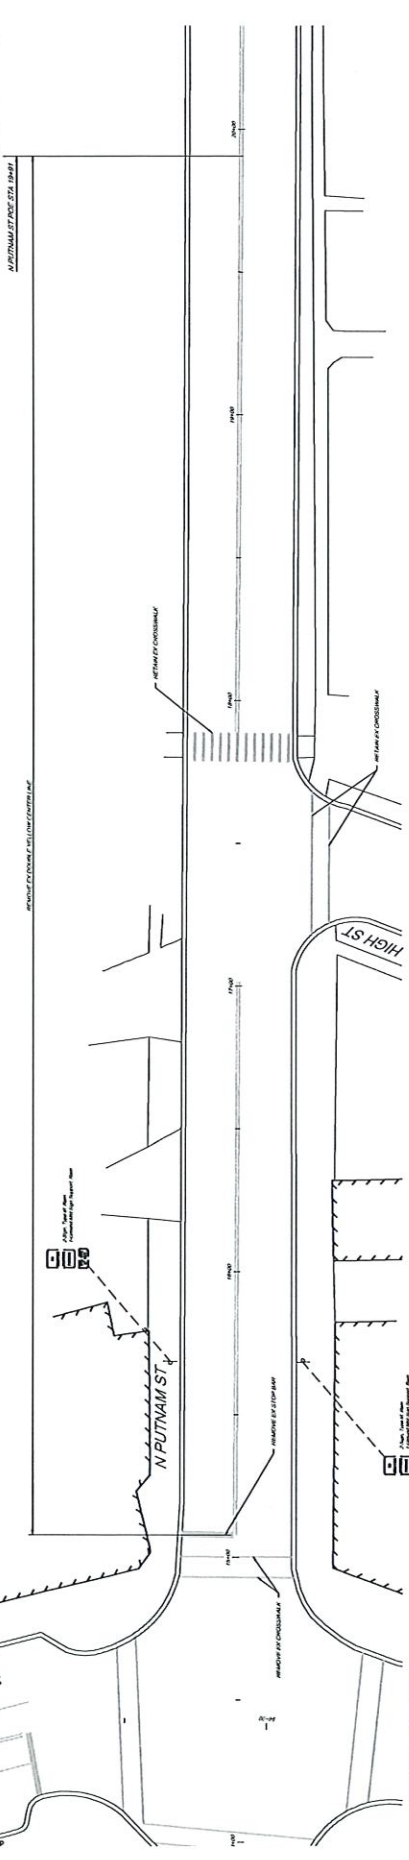 20+00
N PUTNAM ST POE STA 19+91
19+00
RETAIN EX CROSSWALK
18+00
RETAIN EX CROSSWALK
REMOVE EX DOUBLE YELLOW CENTER LINE
HIGH ST
17+00
16+00
N PUTNAM ST
REMOVE EX STOP BAR
15+00
REMOVE EX CROSSWALK